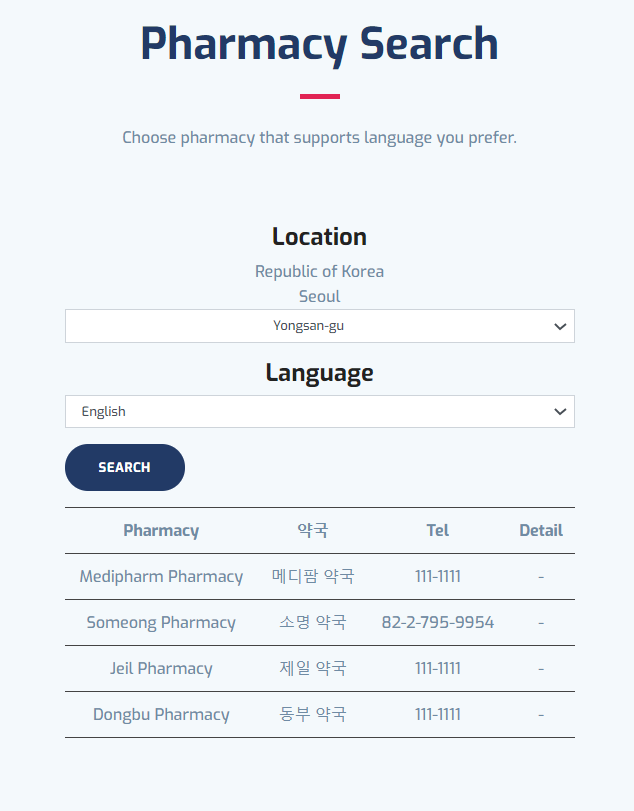 Pharmacy Search
Choose pharmacy that supports language you prefer.
Location
Republic of Korea
Seoul
Yongsan-gu
Language
English
SEARCH
Pharmacy 약국 Tel Detail
Medipharm Pharmacy 메디팜 약국 111-1111 -
Someong Pharmacy 소명 약국 82-2-795-9954 -
Jeil Pharmacy 제일 약국 111-1111 -
Dongbu Pharmacy 동부 약국 111-1111 -